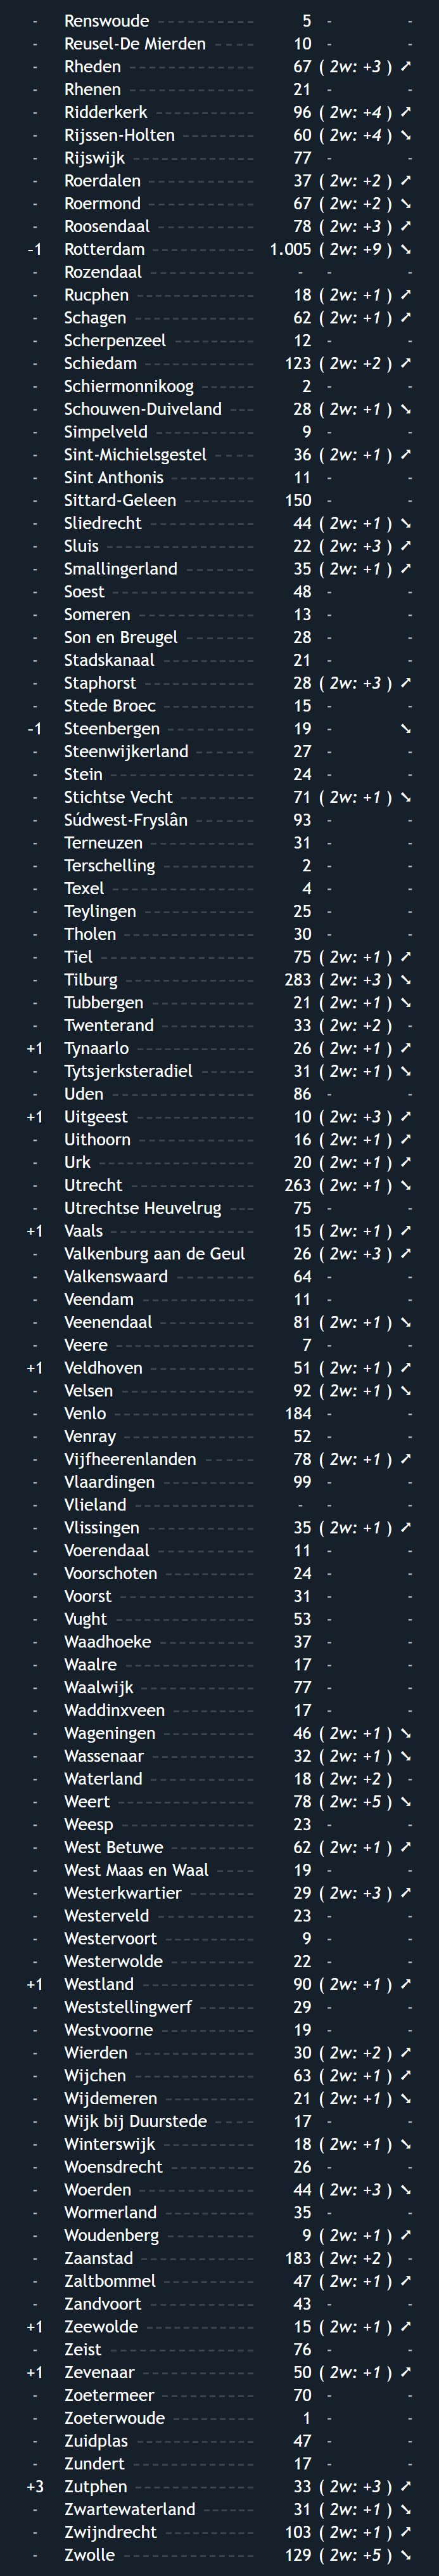 - Renswoude ---------- 5 - -
- Reusel-De Mierden ---- 10 - -
- Rheden ------------ 67 ( 2w: +3 ) ↗
- Rhenen ------------ 21 - -
- Ridderkerk ---------- 96 ( 2w: +4 ) ↗
- Rijssen-Holten -------- 60 ( 2w: +4 ) ↘
- Rijswijk ------------ 77 - -
- Roerdalen ---------- 37 ( 2w: +2 ) ↗
- Roermond ---------- 67 ( 2w: +2 ) ↘
- Roosendaal --------- 78 ( 2w: +3 ) ↗
-1 Rotterdam ---------- 1.005 ( 2w: +9 ) ↘
- Rozendaal ---------- - - -
- Rucphen ----------- 18 ( 2w: +1 ) ↗
- Schagen ------------ 62 ( 2w: +1 ) ↗
- Scherpenzeel -------- 12 - -
- Schiedam ----------- 123 ( 2w: +2 ) ↗
- Schiermonnikoog ----- 2 - -
- Schouwen-Duiveland --- 28 ( 2w: +1 ) ↘
- Simpelveld ---------- 9 - -
- Sint-Michielsgestel ---- 36 ( 2w: +1 ) ↗
- Sint Anthonis -------- 11 - -
- Sittard-Geleen ------- 150 - -
- Sliedrecht ---------- 44 ( 2w: +1 ) ↘
- Sluis -------------- 22 ( 2w: +3 ) ↗
- Smallingerland ------- 35 ( 2w: +1 ) ↗
- Soest -------------- 48 - -
- Someren ----------- 13 - -
- Son en Breugel ------- 28 - -
- Stadskanaal --------- 21 - -
- Staphorst ---------- 28 ( 2w: +3 ) ↗
- Stede Broec --------- 15 - -
-1 Steenbergen --------- 19 - ↘
- Steenwijkerland ------ 27 - -
- Stein -------------- 24 - -
- Stichtse Vecht ------- 71 ( 2w: +1 ) ↘
- Súdwest-Fryslân ------ 93 - -
- Terneuzen ---------- 31 - -
- Terschelling --------- 2 - -
- Texel -------------- 4 - -
- Teylingen ----------- 25 - -
- Tholen ------------ 30 - -
- Tiel --------------- 75 ( 2w: +1 ) ↗
- Tilburg ------------ 283 ( 2w: +3 ) ↘
- Tubbergen ---------- 21 ( 2w: +1 ) ↘
- Twenterand --------- 33 ( 2w: +2 ) -
+1 Tynaarlo ----------- 26 ( 2w: +1 ) ↗
- Tytsjerksteradiel ----- 31 ( 2w: +1 ) ↘
- Uden -------------- 86 - -
+1 Uitgeest ----------- 10 ( 2w: +3 ) ↗
- Uithoorn ----------- 16 ( 2w: +1 ) ↗
- Urk --------------- 20 ( 2w: +1 ) ↗
- Utrecht ------------ 263 ( 2w: +1 ) ↘
- Utrechtse Heuvelrug --- 75 - -
+1 Vaals -------------- 15 ( 2w: +1 ) ↗
- Valkenburg aan de Geul 26 ( 2w: +3 ) ↗
- Valkenswaard -------- 64 - -
- Veendam ----------- 11 - -
- Veenendaal --------- 81 ( 2w: +1 ) ↘
- Veere -------------- 7 - -
+1 Veldhoven ---------- 51 ( 2w: +1 ) ↗
- Velsen ------------- 92 ( 2w: +1 ) ↘
- Venlo -------------- 184 - -
- Venray ------------ 52 - -
- Vijfheerenlanden ----- 78 ( 2w: +1 ) ↗
- Vlaardingen --------- 99 - -
- Vlieland ----------- - - -
- Vlissingen ---------- 35 ( 2w: +1 ) ↗
- Voerendaal --------- 11 - -
- Voorschoten --------- 24 - -
- Voorst ------------- 31 - -
- Vught ------------- 53 - -
- Waadhoeke --------- 37 - -
- Waalre ------------ 17 - -
- Waalwijk ----------- 77 - -
- Waddinxveen -------- 17 - -
- Wageningen --------- 46 ( 2w: +1 ) ↘
- Wassenaar ---------- 32 ( 2w: +1 ) ↘
- Waterland ---------- 18 ( 2w: +2 ) -
- Weert ------------- 78 ( 2w: +5 ) ↘
- Weesp ------------- 23 - -
- West Betuwe -------- 62 ( 2w: +1 ) ↗
- West Maas en Waal ---- 19 - -
- Westerkwartier ------ 29 ( 2w: +3 ) ↗
- Westerveld ---------- 23 - -
- Westervoort --------- 9 - -
- Westerwolde -------- 22 - -
+1 Westland ----------- 90 ( 2w: +1 ) ↗
- Weststellingwerf ------ 29 - -
- Westvoorne --------- 19 - -
- Wierden ----------- 30 ( 2w: +2 ) ↗
- Wijchen ------------ 63 ( 2w: +1 ) ↗
- Wijdemeren --------- 21 ( 2w: +1 ) ↘
- Wijk bij Duurstede ---- 17 - -
- Winterswijk --------- 18 ( 2w: +1 ) ↘
- Woensdrecht -------- 26 - -
- Woerden ----------- 44 ( 2w: +3 ) ↘
- Wormerland --------- 35 - -
- Woudenberg --------- 9 ( 2w: +1 ) ↗
- Zaanstad ----------- 183 ( 2w: +2 ) -
- Zaltbommel --------- 47 ( 2w: +1 ) ↗
- Zandvoort ---------- 43 - -
+1 Zeewolde ---------- 15 ( 2w: +1 ) ↗
- Zeist -------------- 76 - -
+1 Zevenaar ----------- 50 ( 2w: +1 ) ↗
- Zoetermeer --------- 70 - -
- Zoeterwoude -------- 1 - -
- Zuidplas ----------- 47 - -
- Zundert ------------ 17 - -
+3 Zutphen ----------- 33 ( 2w: +3 ) ↗
- Zwartewaterland ----- 31 ( 2w: +1 ) ↘
- Zwijndrecht --------- 103 ( 2w: +1 ) ↗
- Zwolle ------------- 129 ( 2w: +5 ) ↘